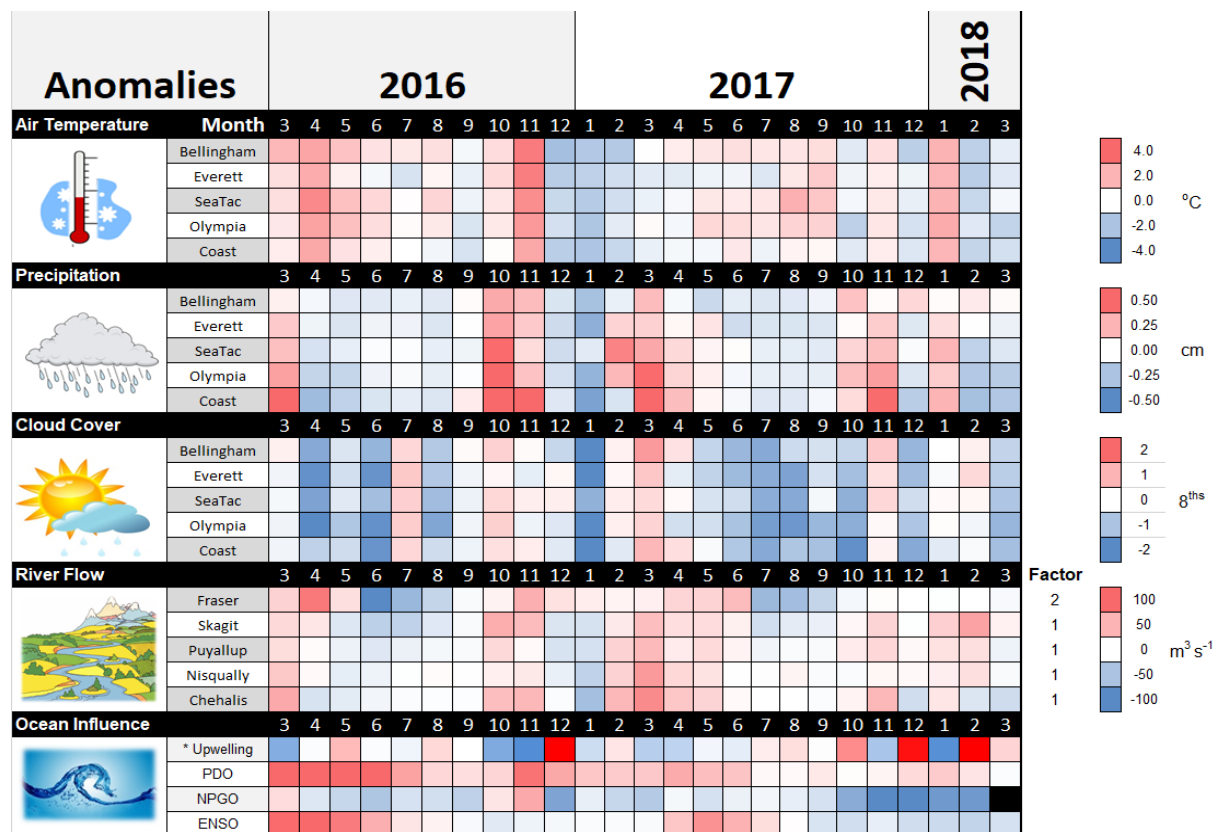 Anomalies 2016 2017 2018
Air Temperature Month 3 4 5 6 7 8 9 10 11 12 1 2 3 4 5 6 7 8 9 10 11 12 1 2 3
Bellingham
Everett
SeaTac
Olympia
Coast
4.0
2.0
0.0
-2.0
-4.0
°C
Precipitation 3 4 5 6 7 8 9 10 11 12 1 2 3 4 5 6 7 8 9 10 11 12 1 2 3
Bellingham
Everett
SeaTac
Olympia
Coast
0.50
0.25
0.00
-0.25
-0.50
cm
Cloud Cover 3 4 5 6 7 8 9 10 11 12 1 2 3 4 5 6 7 8 9 10 11 12 1 2 3
Bellingham
Everett
SeaTac
Olympia
Coast
2
1
0
-1
-2
8ths
River Flow 3 4 5 6 7 8 9 10 11 12 1 2 3 4 5 6 7 8 9 10 11 12 1 2 3 Factor
Fraser 2
Skagit 1
Puyallup 1
Nisqually 1
Chehalis 1
100
50
0
-50
-100
m³ s⁻¹
Ocean Influence 3 4 5 6 7 8 9 10 11 12 1 2 3 4 5 6 7 8 9 10 11 12 1 2 3
* Upwelling
PDO
NPGO
ENSO